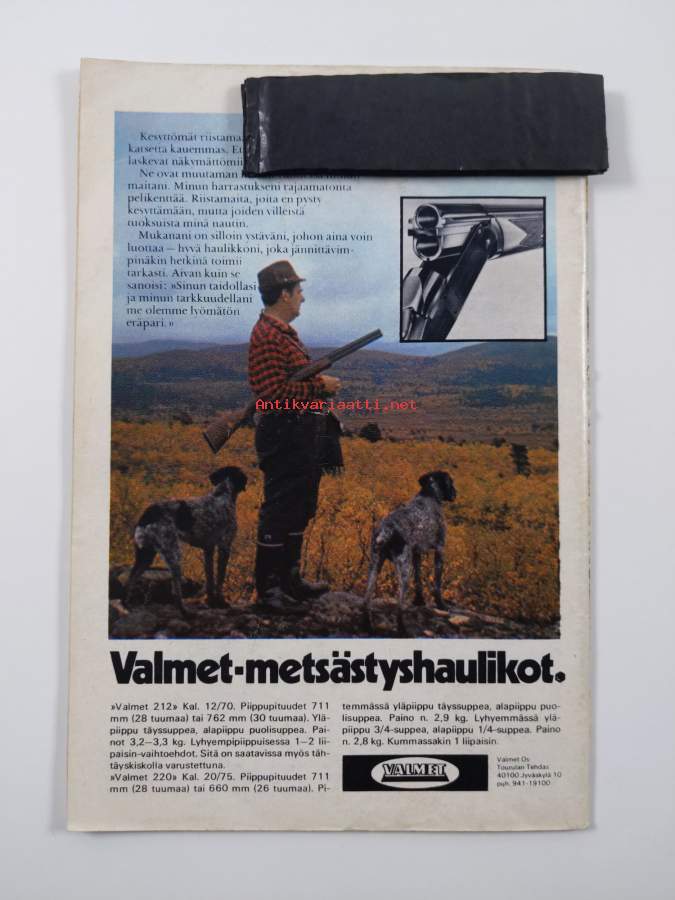 Kesyttömät riistamaa
katsetta kauemmas. Et
laskevat näkymättömii
Ne ovat muutaman
maitani. Minun harrastukseni rajaamatonta
pelikenttää. Riistamaita, joita en pysty
kesyttämään, mutta joiden villeistä
tuoksuista minä nautin.
Mukanani on silloin ystäväni, johon aina voin
luottaa — hyvä haulikkoni, joka jännittävim-
pinäkin hetkinä toimii
tarkasti. Aivan kuin se
sanoisi: »Sinun taidollasi
ja minun tarkkuudellani
me olemme lyömätön
eräpari.»
Antikvariaatti.net
Valmet-metsästyshaulikot.
»Valmet 212» Kal. 12/70. Piippupituudet 711
mm (28 tuumaa) tai 762 mm (30 tuumaa). Ylä-
piippu täyssuppea, alapiippu puolisuppea. Pai-
not 3,2–3,3 kg. Lyhyempipiippuisessa 1–2 lii-
paisin-vaihtoehdot. Sitä on saatavissa myös täh-
täyskiskolla varustettuna.
»Valmet 220» Kal. 20/75. Piippupituudet 711
mm (28 tuumaa) tai 660 mm (26 tuumaa). Pi-
temmässä yläpiippu täyssuppea, alapiippu puo-
lisuppea. Paino n. 2,9 kg. Lyhyemmässä ylä-
piippu 3/4-suppea, alapiippu 1/4-suppea. Paino
n. 2,8 kg. Kummassakin 1 liipaisin.
VALMET
Valmet Oy
Tourulan Tehdas
40100 Jyväskylä 10
puh. 941-19100